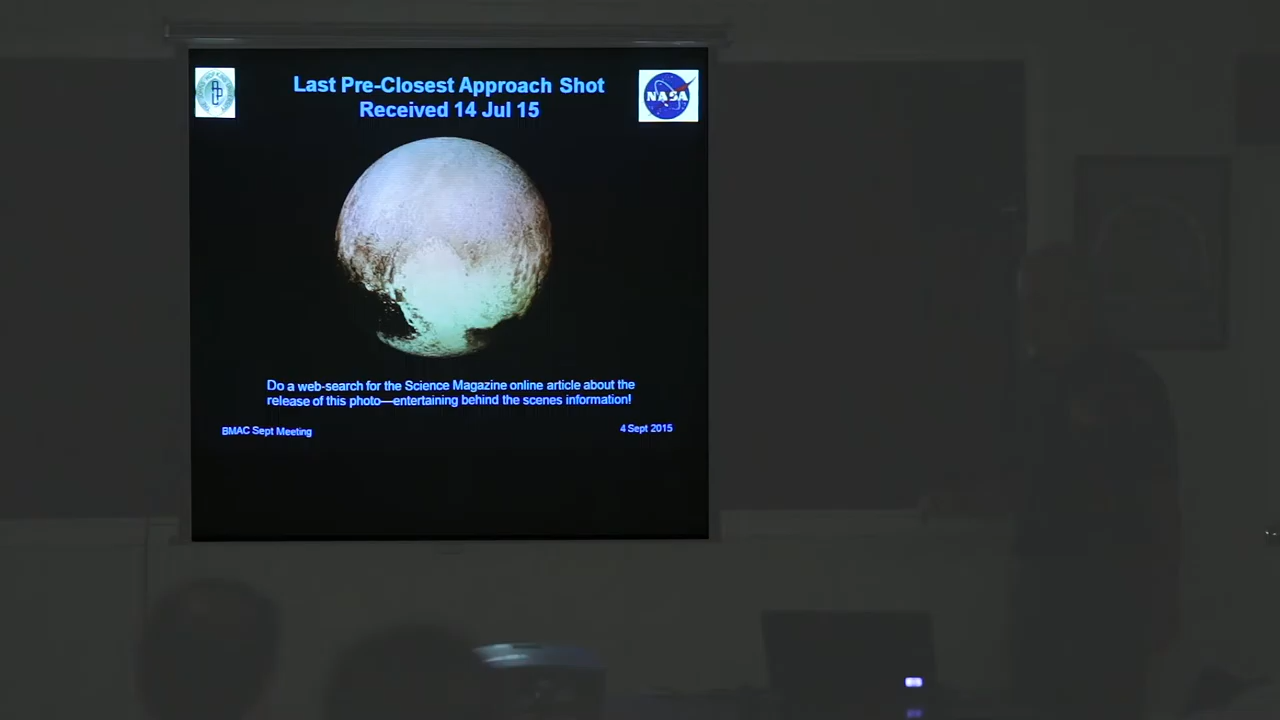 Last Pre-Closest Approach Shot
Received 14 Jul 15
NASA
Do a web-search for the Science Magazine online article about the
release of this photo—entertaining behind the scenes information!
BMAC Sept Meeting
4 Sept 2015